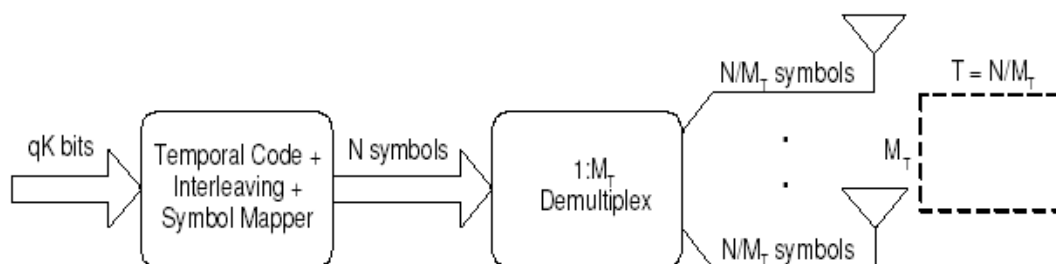 qK bits
Temporal Code +
Interleaving +
Symbol Mapper
N symbols
1:M_T
Demultiplex
N/M_T symbols
N/M_T symbols
T = N/M_T
M_T